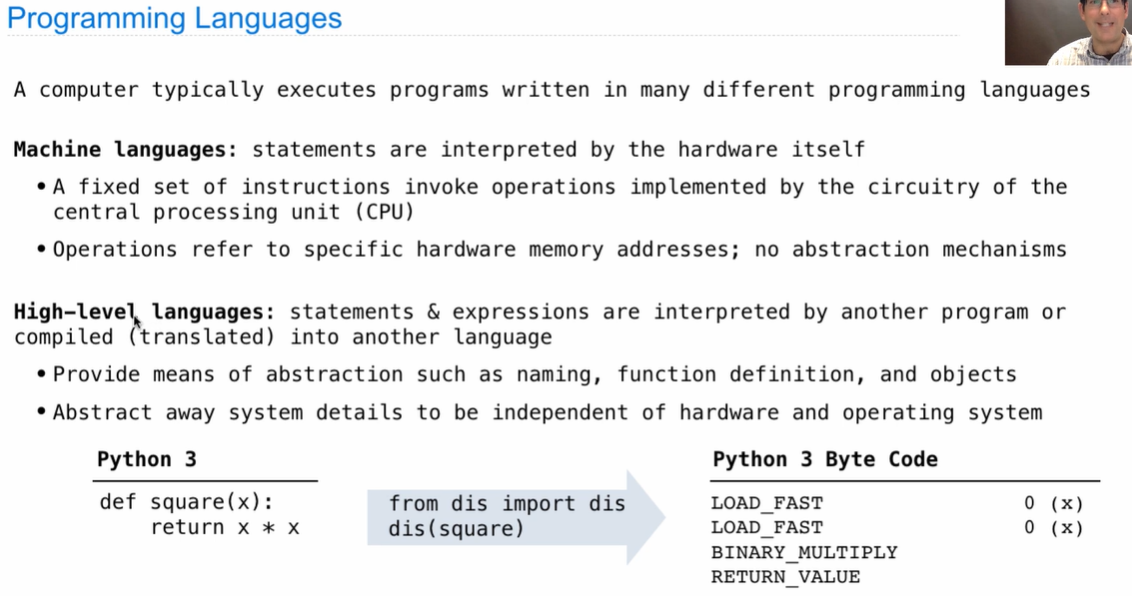 Programming Languages
A computer typically executes programs written in many different programming languages
Machine languages: statements are interpreted by the hardware itself
• A fixed set of instructions invoke operations implemented by the circuitry of the
central processing unit (CPU)
• Operations refer to specific hardware memory addresses; no abstraction mechanisms
High-level languages: statements & expressions are interpreted by another program or
compiled (translated) into another language
• Provide means of abstraction such as naming, function definition, and objects
• Abstract away system details to be independent of hardware and operating system
Python 3
def square(x):
    return x * x
from dis import dis
dis(square)
Python 3 Byte Code
LOAD_FAST 0 (x)
LOAD_FAST 0 (x)
BINARY_MULTIPLY
RETURN_VALUE